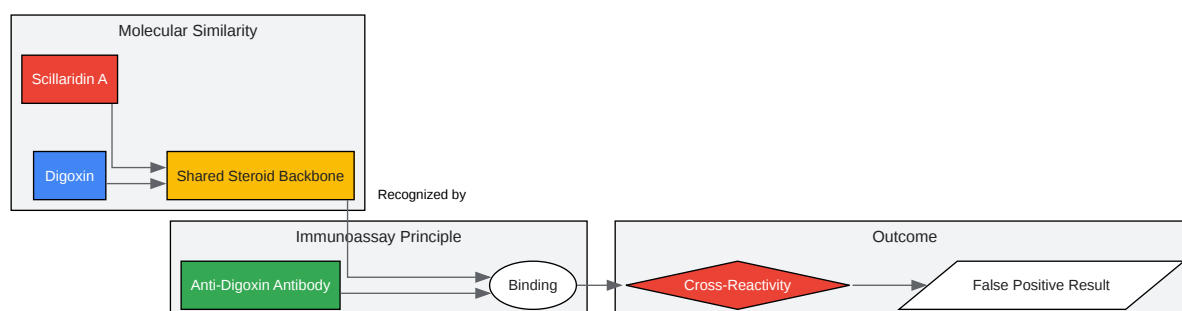 Molecular Similarity
Scillaridin A
Digoxin
Shared Steroid Backbone
Recognized by
Immunoassay Principle
Anti-Digoxin Antibody
Binding
Outcome
Cross-Reactivity
False Positive Result